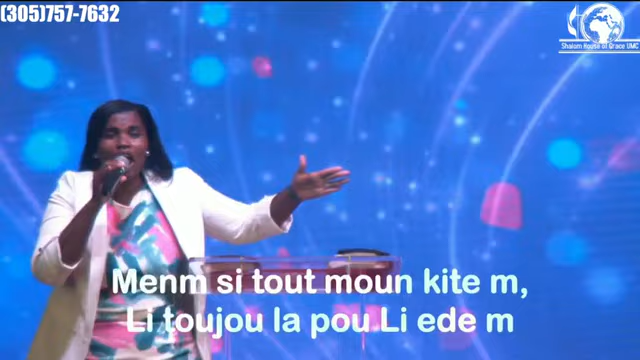 (305)757-7632
Shalom House of Grace UMC
Menm si tout moun kite m,
Li toujou la pou Li ede m